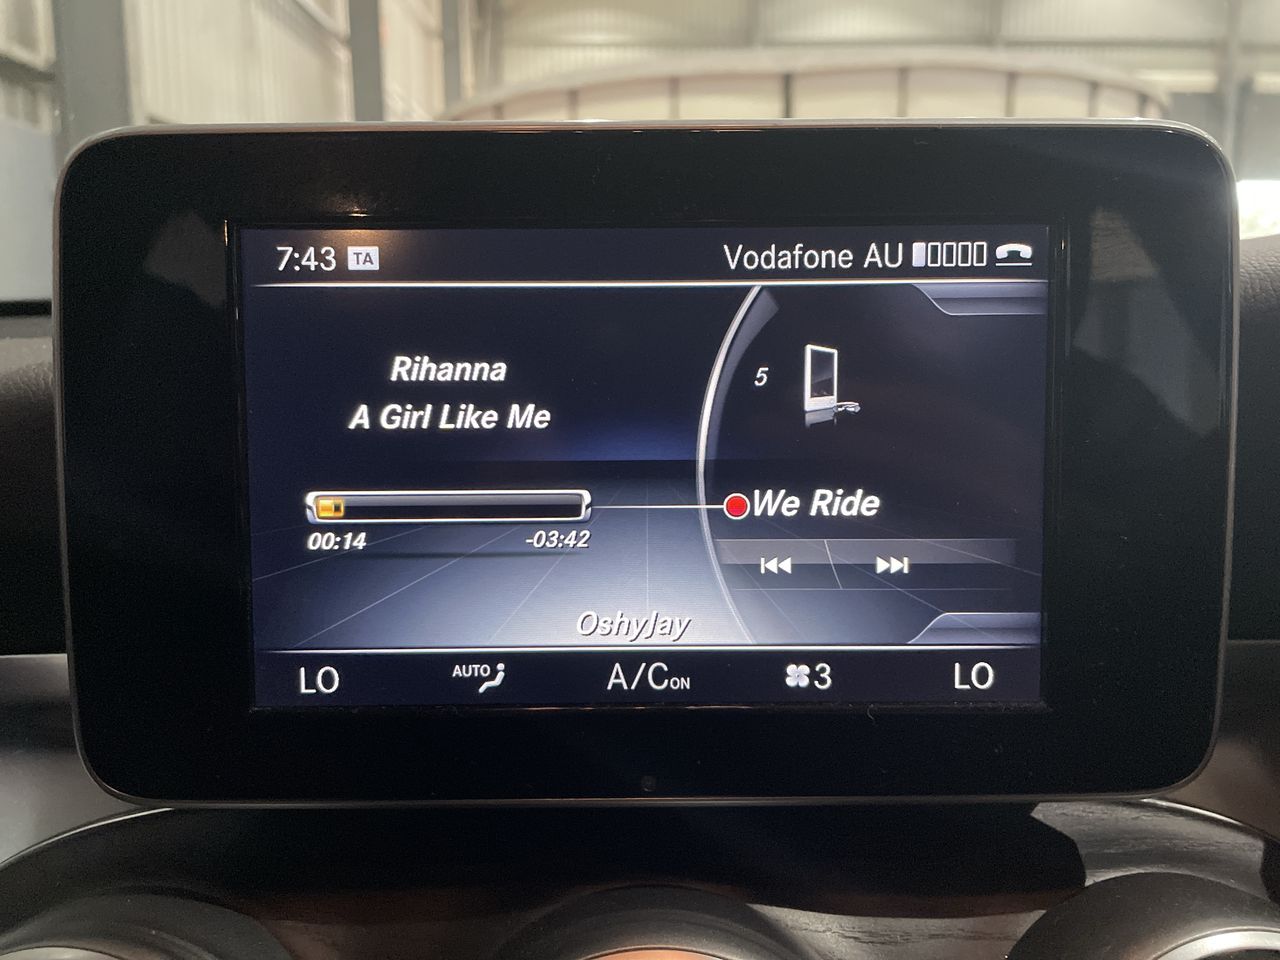 7:43 TA Vodafone AU
Rihanna
A Girl Like Me
5
We Ride
00:14 -03:42
OshyJay
LO AUTO A/C ON 3 LO